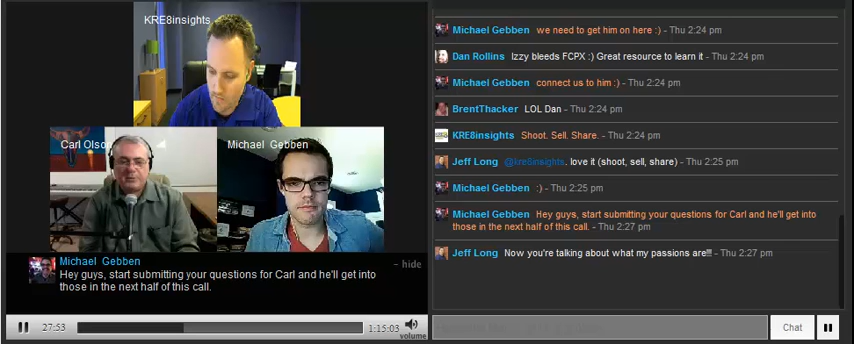 KRE8insights
Carl Olson
Michael Gebben
Michael Gebben
Hey guys, start submitting your questions for Carl and he'll get into
those in the next half of this call.
– hide
27:53
1:15:03
volume
Michael Gebben we need to get him on here :) - Thu 2:24 pm
Dan Rollins Izzy bleeds FCPX :) Great resource to learn it - Thu 2:24 pm
Michael Gebben connect us to him :) - Thu 2:24 pm
BrentThacker LOL Dan - Thu 2:24 pm
KRE8insights Shoot. Sell. Share. - Thu 2:24 pm
Jeff Long @kre8insights. love it (shoot, sell, share) - Thu 2:25 pm
Michael Gebben :) - Thu 2:25 pm
Michael Gebben Hey guys, start submitting your questions for Carl and he'll get into
those in the next half of this call. - Thu 2:27 pm
Jeff Long Now you're talking about what my passions are!!! - Thu 2:27 pm
Chat